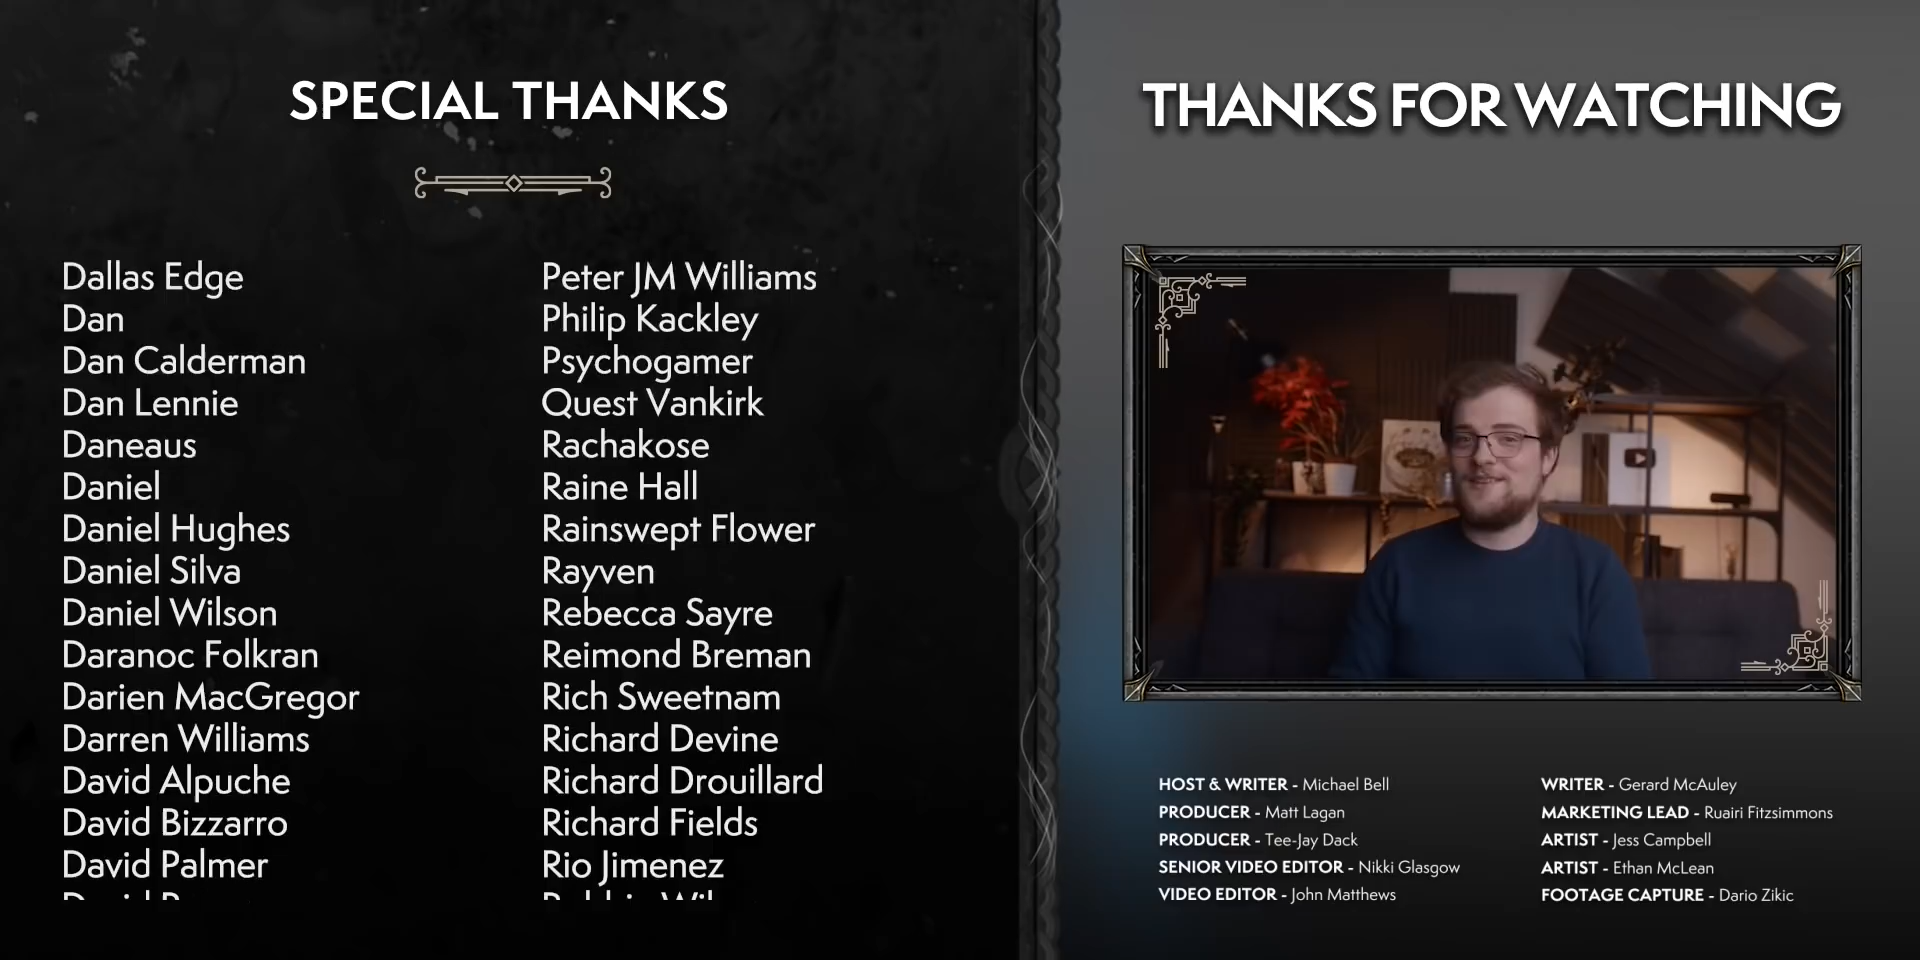 SPECIAL THANKS
Dallas Edge
Dan
Dan Calderman
Dan Lennie
Daneaus
Daniel
Daniel Hughes
Daniel Silva
Daniel Wilson
Daranoc Folkran
Darien MacGregor
Darren Williams
David Alpuche
David Bizzarro
David Palmer
Peter JM Williams
Philip Kackley
Psychogamer
Quest Vankirk
Rachakose
Raine Hall
Rainswept Flower
Rayven
Rebecca Sayre
Reimond Breman
Rich Sweetnam
Richard Devine
Richard Drouillard
Richard Fields
Rio Jimenez
THANKS FOR WATCHING
HOST & WRITER - Michael Bell
PRODUCER - Matt Lagan
PRODUCER - Tee-Jay Dack
SENIOR VIDEO EDITOR - Nikki Glasgow
VIDEO EDITOR - John Matthews
WRITER - Gerard McAuley
MARKETING LEAD - Ruairi Fitzsimmons
ARTIST - Jess Campbell
ARTIST - Ethan McLean
FOOTAGE CAPTURE - Dario Zikic